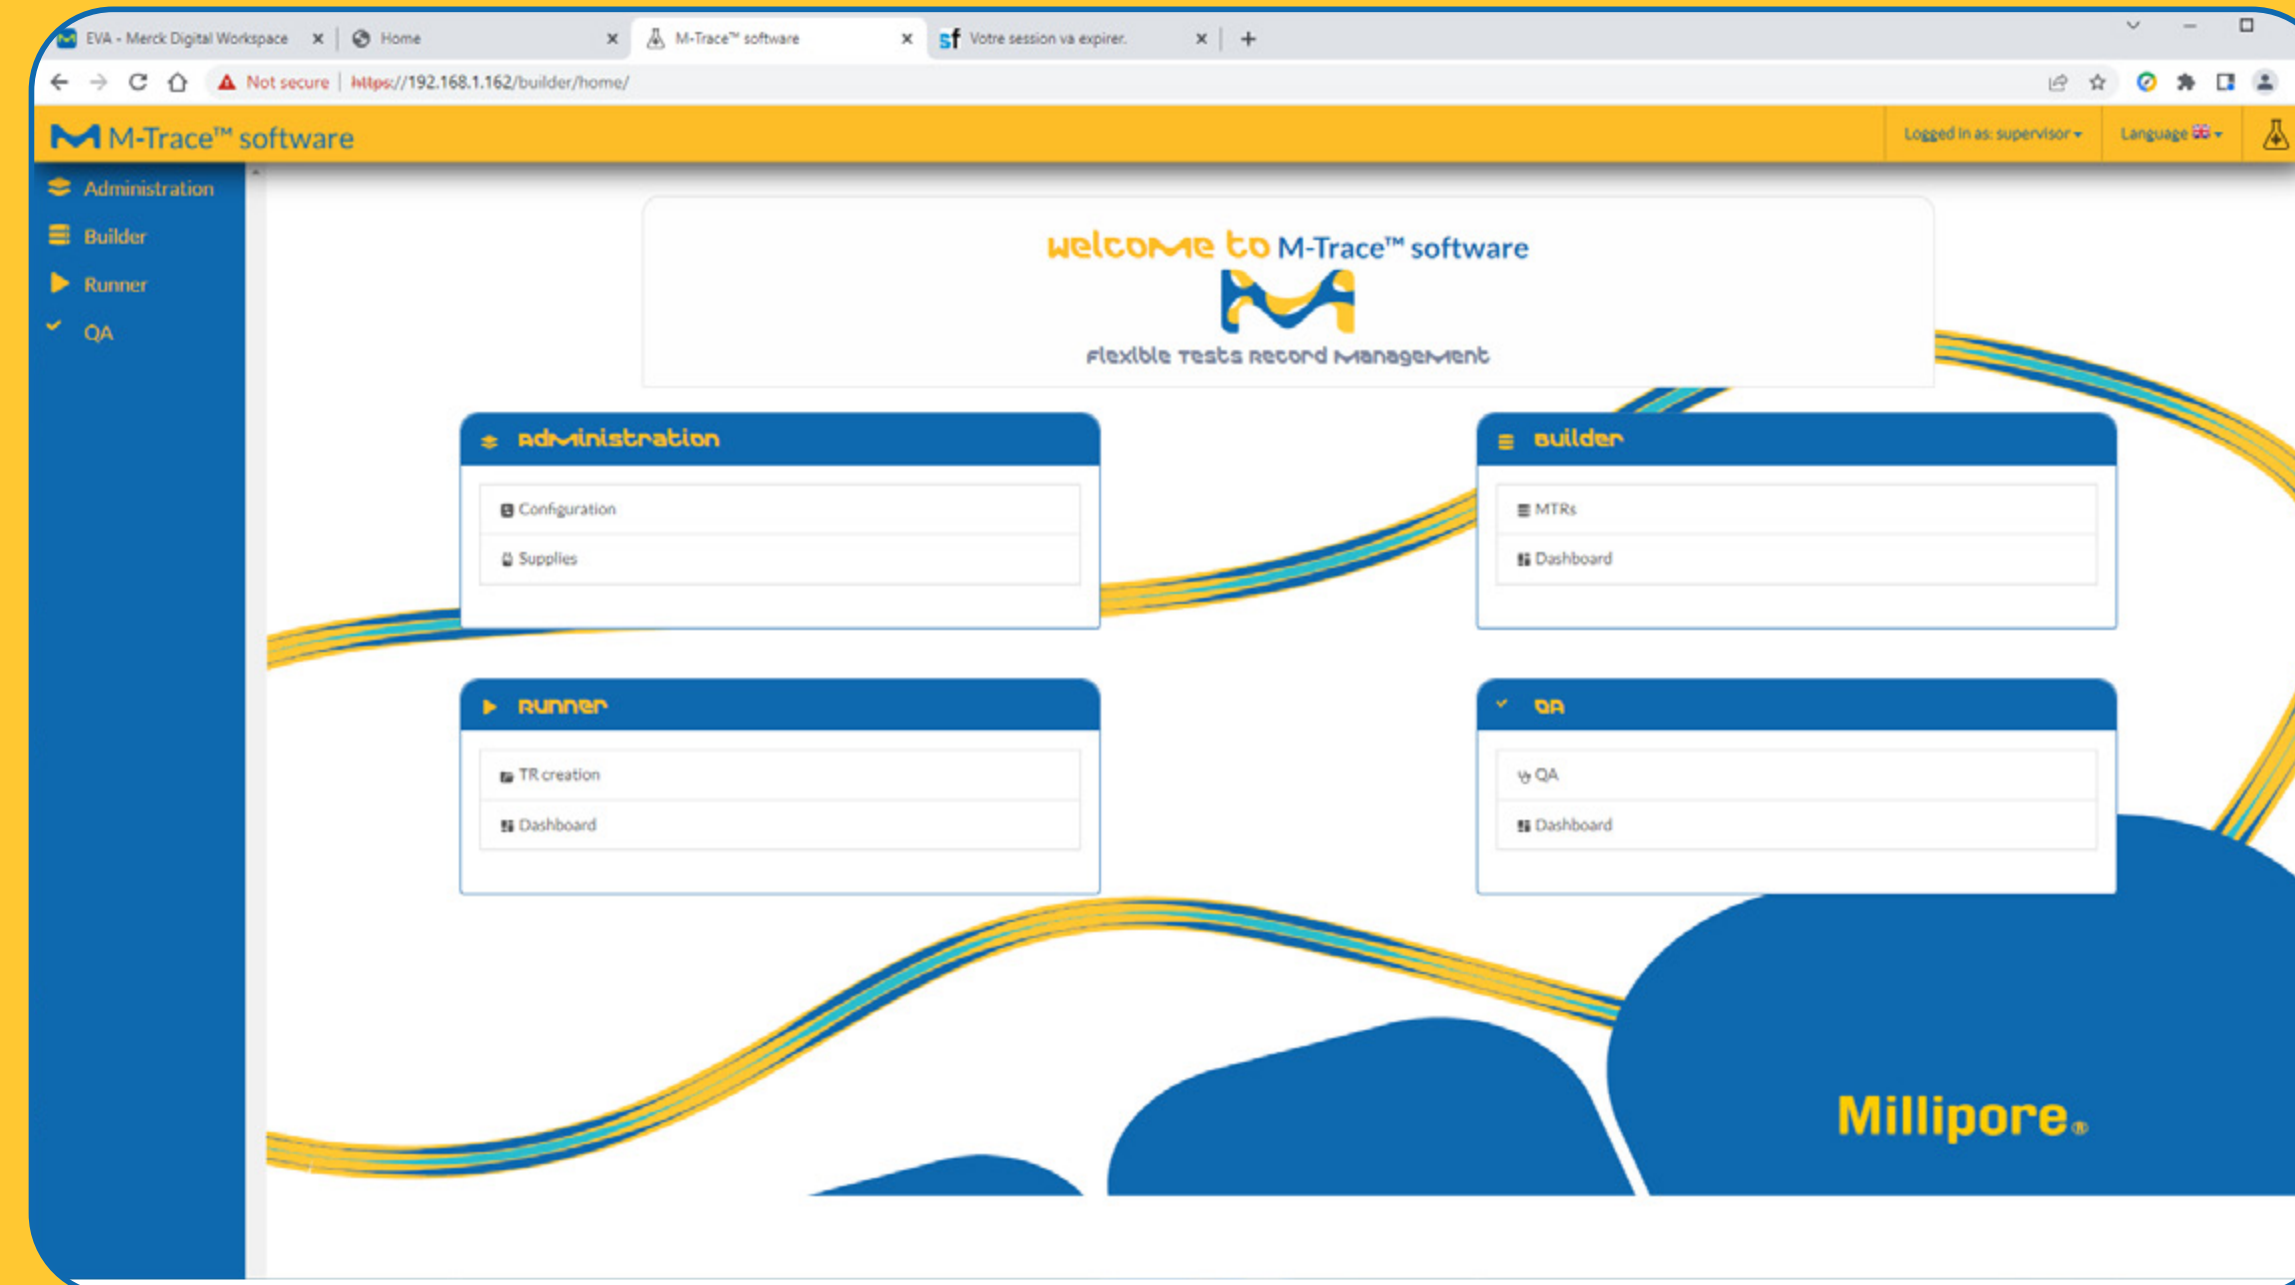 EVA - Merck Digital Workspace
Home
M-Trace™ software
sf Votre session va expirer.
Not secure | https://192.168.1.162/builder/home/
M-Trace™ software
Logged in as: supervisor
Language
Administration
Builder
Runner
QA
Welcome to M-Trace™ software
Flexible Tests Record Management
Administration
Configuration
Supplies
Builder
MTRs
Dashboard
Runner
TR creation
Dashboard
QA
QA
Dashboard
Millipore®